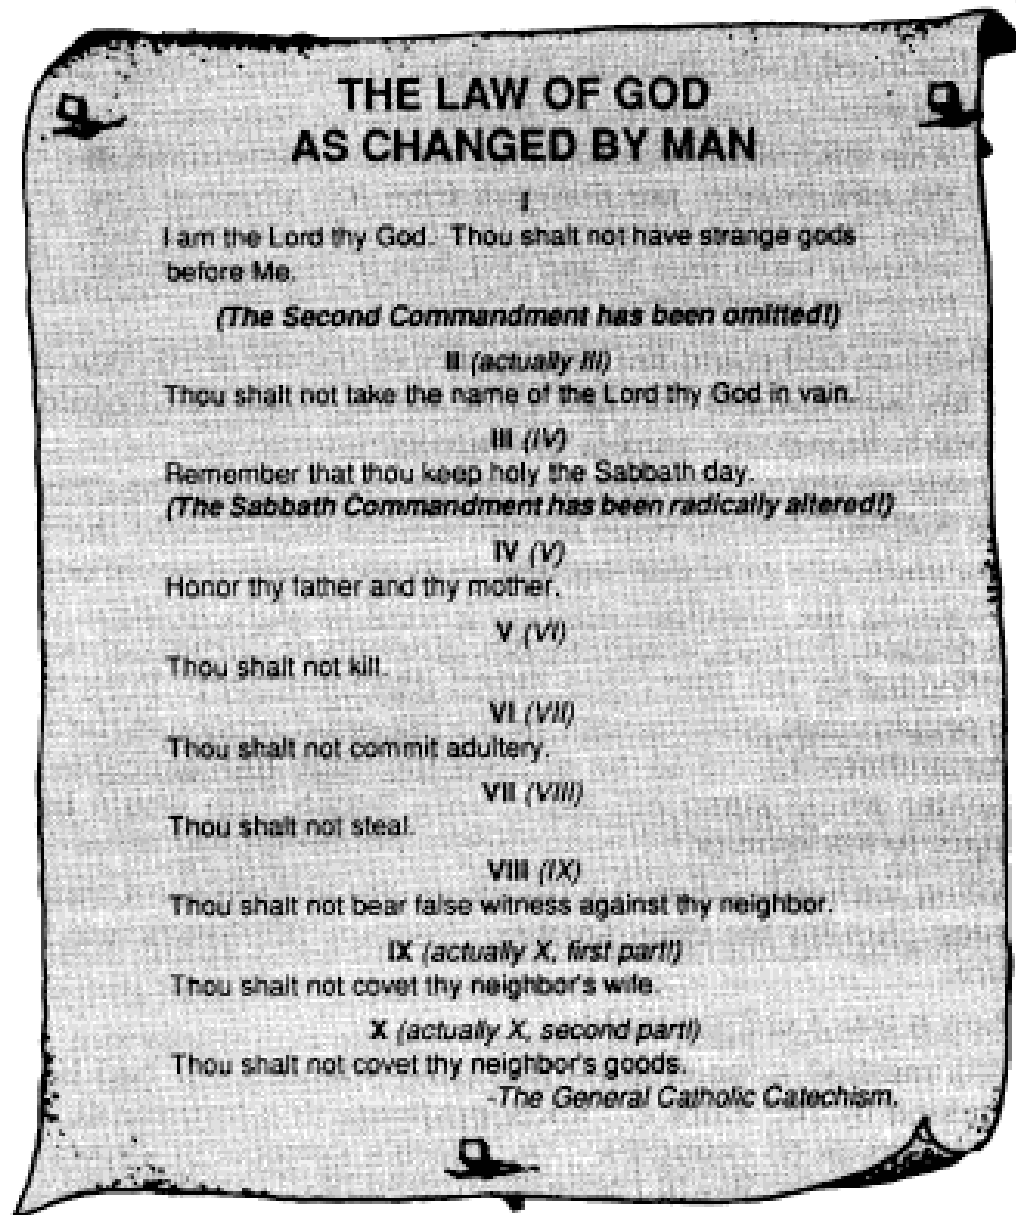 THE LAW OF GOD
AS CHANGED BY MAN
I
I am the Lord thy God. Thou shalt not have strange gods
before Me.
(The Second Commandment has been omitted!)
II (actually III)
Thou shalt not take the name of the Lord thy God in vain.
III (IV)
Remember that thou keep holy the Sabbath day.
(The Sabbath Commandment has been radically altered!)
IV (V)
Honor thy father and thy mother.
V (VI)
Thou shalt not kill.
VI (VII)
Thou shalt not commit adultery.
VII (VIII)
Thou shalt not steal.
VIII (IX)
Thou shalt not bear false witness against thy neighbor.
IX (actually X, first part!)
Thou shalt not covet thy neighbor's wife.
X (actually X, second part!)
Thou shalt not covet thy neighbor's goods.
-The General Catholic Catechism.